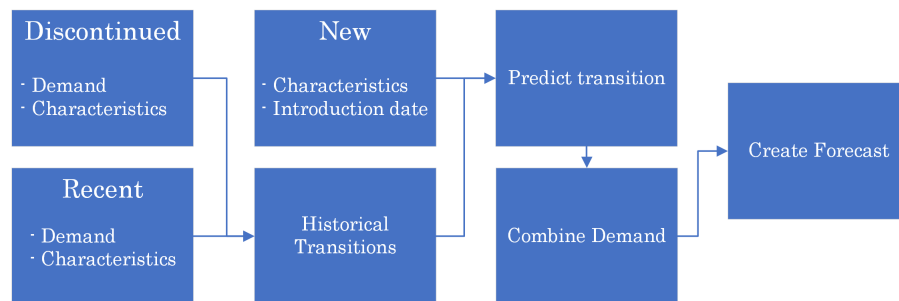 Discontinued
- Demand
- Characteristics
New
- Characteristics
- Introduction date
Predict transition
Create Forecast
Recent
- Demand
- Characteristics
Historical
Transitions
Combine Demand